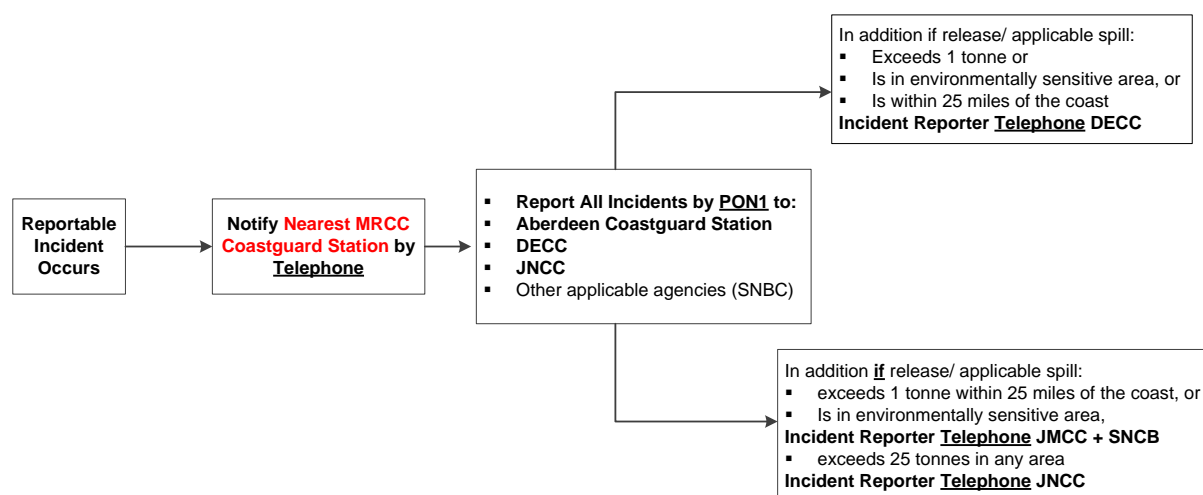 Reportable
Incident
Occurs
Notify Nearest MRCC
Coastguard Station by
Telephone
▪ Report All Incidents by PON1 to:
▪ Aberdeen Coastguard Station
▪ DECC
▪ JNCC
▪ Other applicable agencies (SNBC)
In addition if release/ applicable spill:
▪ Exceeds 1 tonne or
▪ Is in environmentally sensitive area, or
▪ Is within 25 miles of the coast
Incident Reporter Telephone DECC
In addition if release/ applicable spill:
▪ exceeds 1 tonne within 25 miles of the coast, or
▪ Is in environmentally sensitive area,
Incident Reporter Telephone JMCC + SNCB
▪ exceeds 25 tonnes in any area
Incident Reporter Telephone JNCC